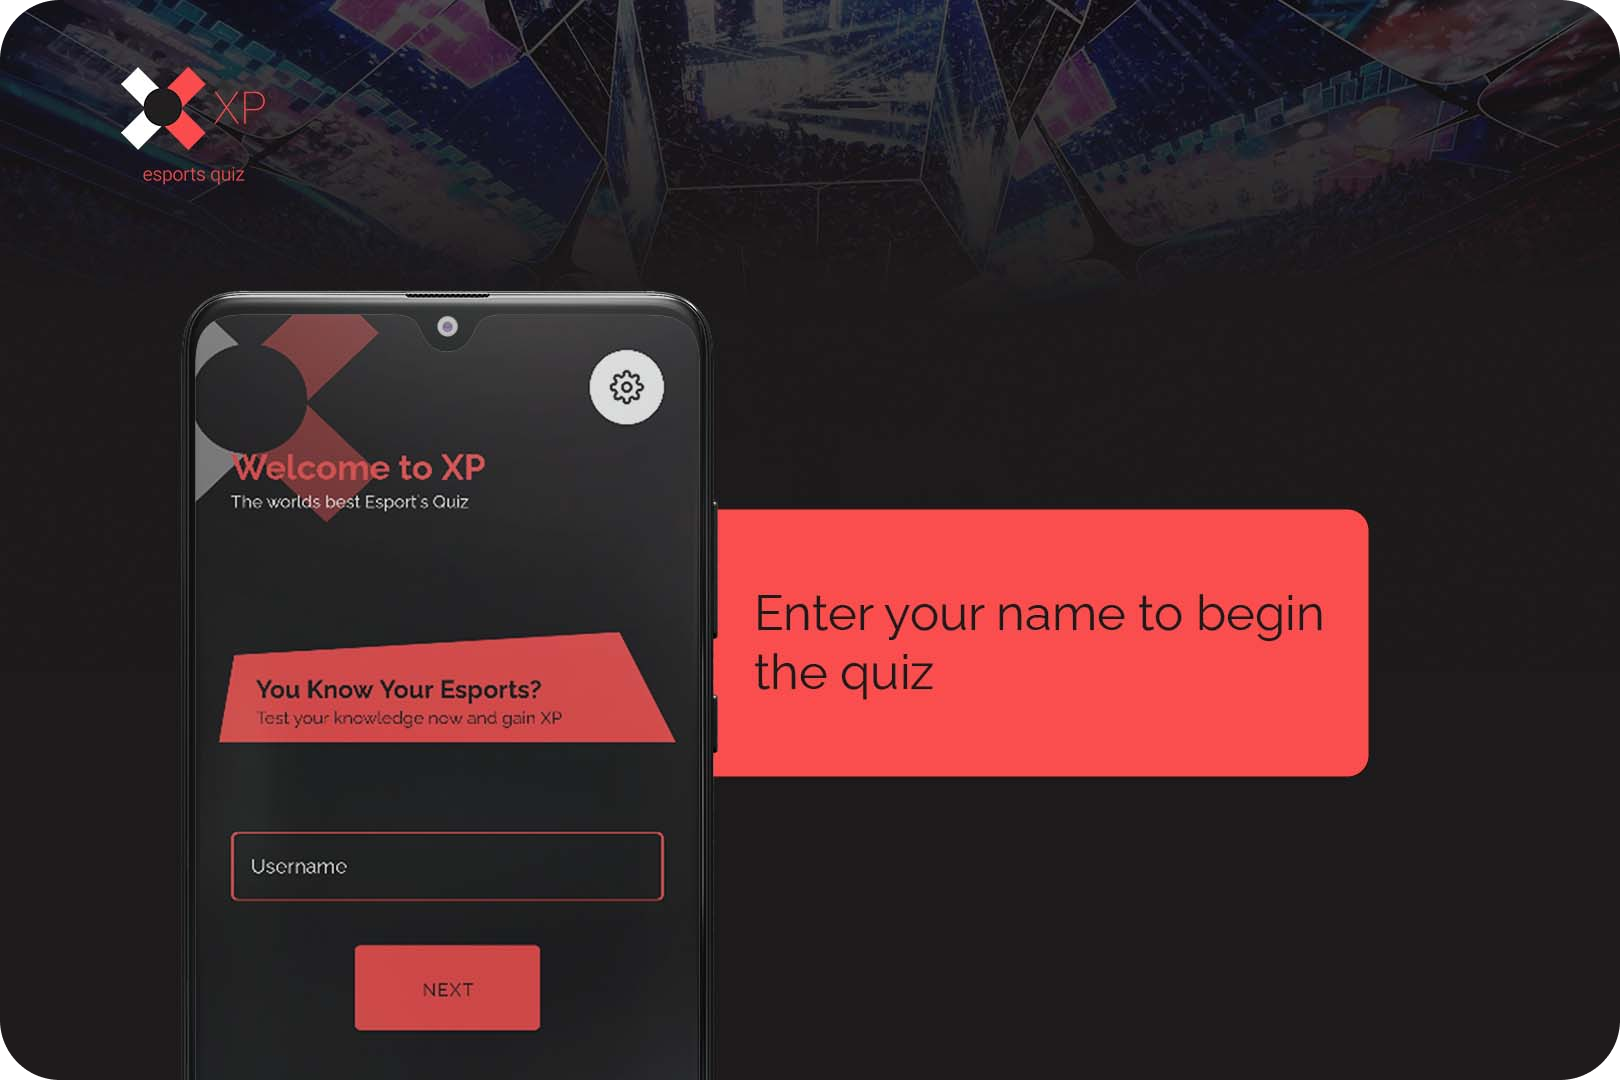 XP
esports quiz
Welcome to XP
The worlds best Esport's Quiz
You Know Your Esports?
Test your knowledge now and gain XP
Username
NEXT
Enter your name to begin
the quiz